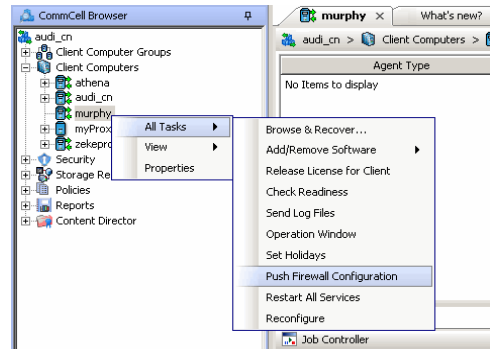 CommCell Browser
audi_cn
Client Computer Groups
Client Computers
athena
audi_cn
murphy
myProx
zekepro
Security
Storage Re
Policies
Reports
Content Director
All Tasks
View
Properties
Browse & Recover...
Add/Remove Software
Release License for Client
Check Readiness
Send Log Files
Operation Window
Set Holidays
Push Firewall Configuration
Restart All Services
Reconfigure
murphy
What's new?
audi_cn > Client Computers >
Agent Type
No Items to display
Job Controller